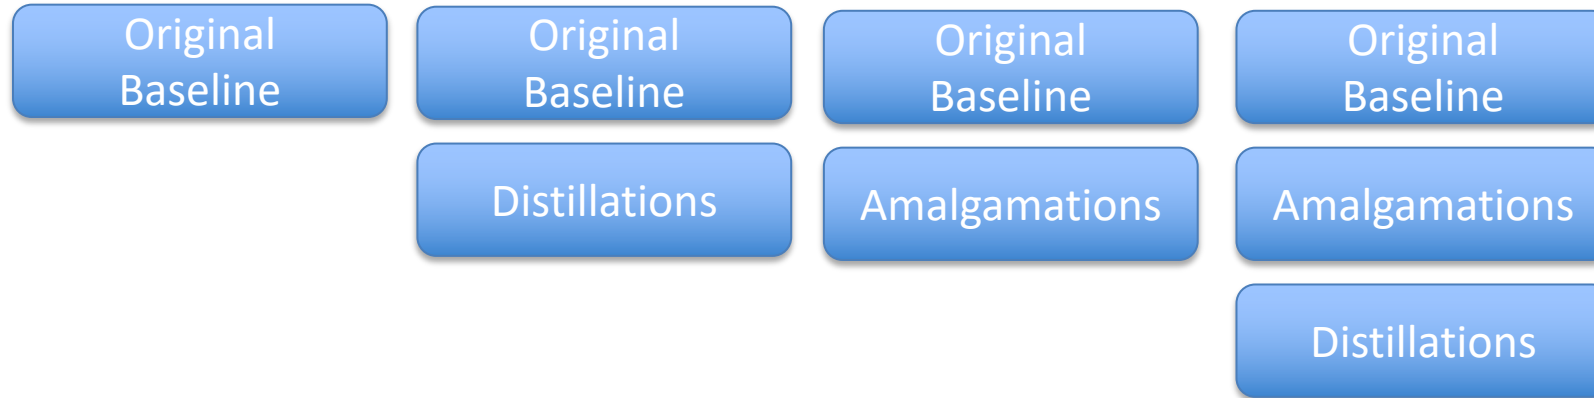 Original
Baseline
Original
Baseline
Original
Baseline
Original
Baseline
Distillations
Amalgamations
Amalgamations
Distillations